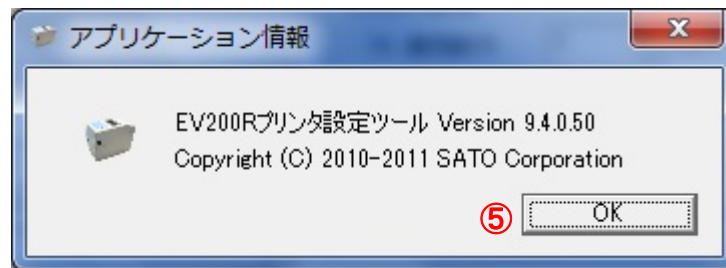 アプリケーション情報
EV200Rプリンタ設定ツール Version 9.4.0.50
Copyright (C) 2010-2011 SATO Corporation
⑤ OK